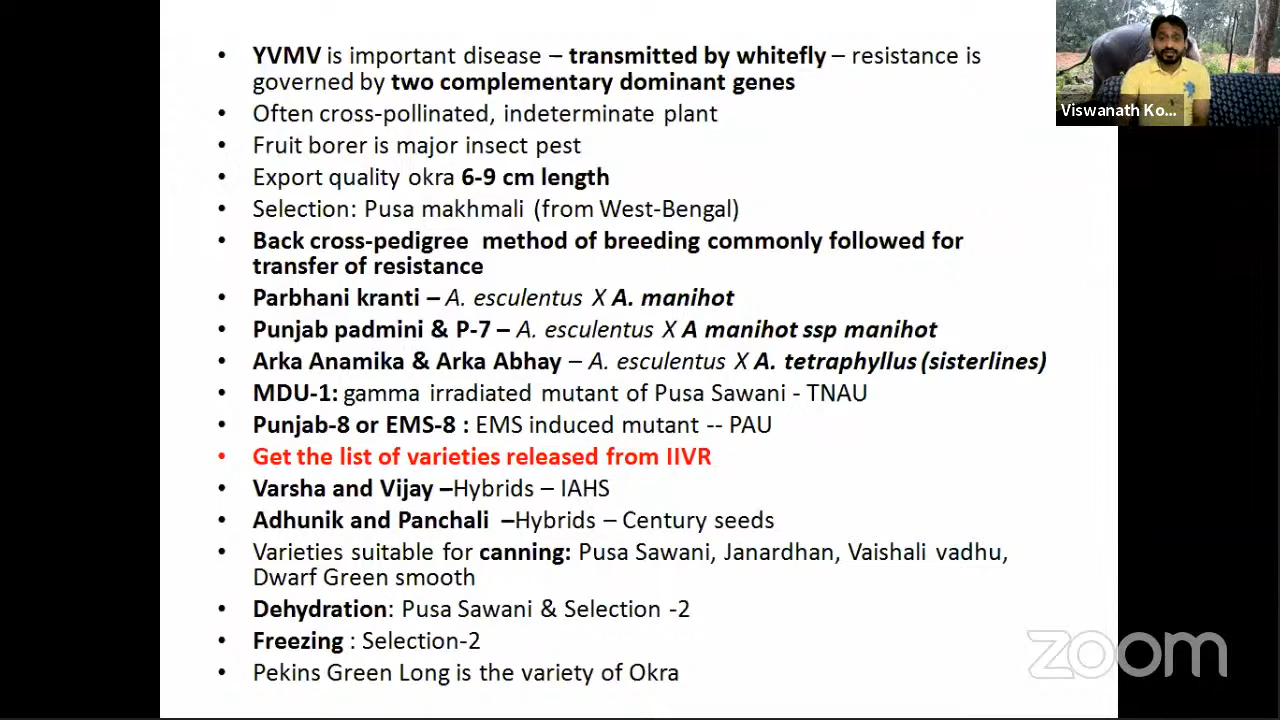 • YVMV is important disease – transmitted by whitefly – resistance is
governed by two complementary dominant genes
• Often cross-pollinated, indeterminate plant
• Fruit borer is major insect pest
• Export quality okra 6-9 cm length
• Selection: Pusa makhmali (from West-Bengal)
• Back cross-pedigree method of breeding commonly followed for
transfer of resistance
• Parbhani kranti – A. esculentus X A. manihot
• Punjab padmini & P-7 – A. esculentus X A manihot ssp manihot
• Arka Anamika & Arka Abhay – A. esculentus X A. tetraphyllus (sisterlines)
• MDU-1: gamma irradiated mutant of Pusa Sawani - TNAU
• Punjab-8 or EMS-8 : EMS induced mutant -- PAU
• Get the list of varieties released from IIVR
• Varsha and Vijay –Hybrids – IAHS
• Adhunik and Panchali –Hybrids – Century seeds
• Varieties suitable for canning: Pusa Sawani, Janardhan, Vaishali vadhu,
Dwarf Green smooth
• Dehydration: Pusa Sawani & Selection -2
• Freezing : Selection-2
• Pekins Green Long is the variety of Okra
Viswanath Ko...
zoom